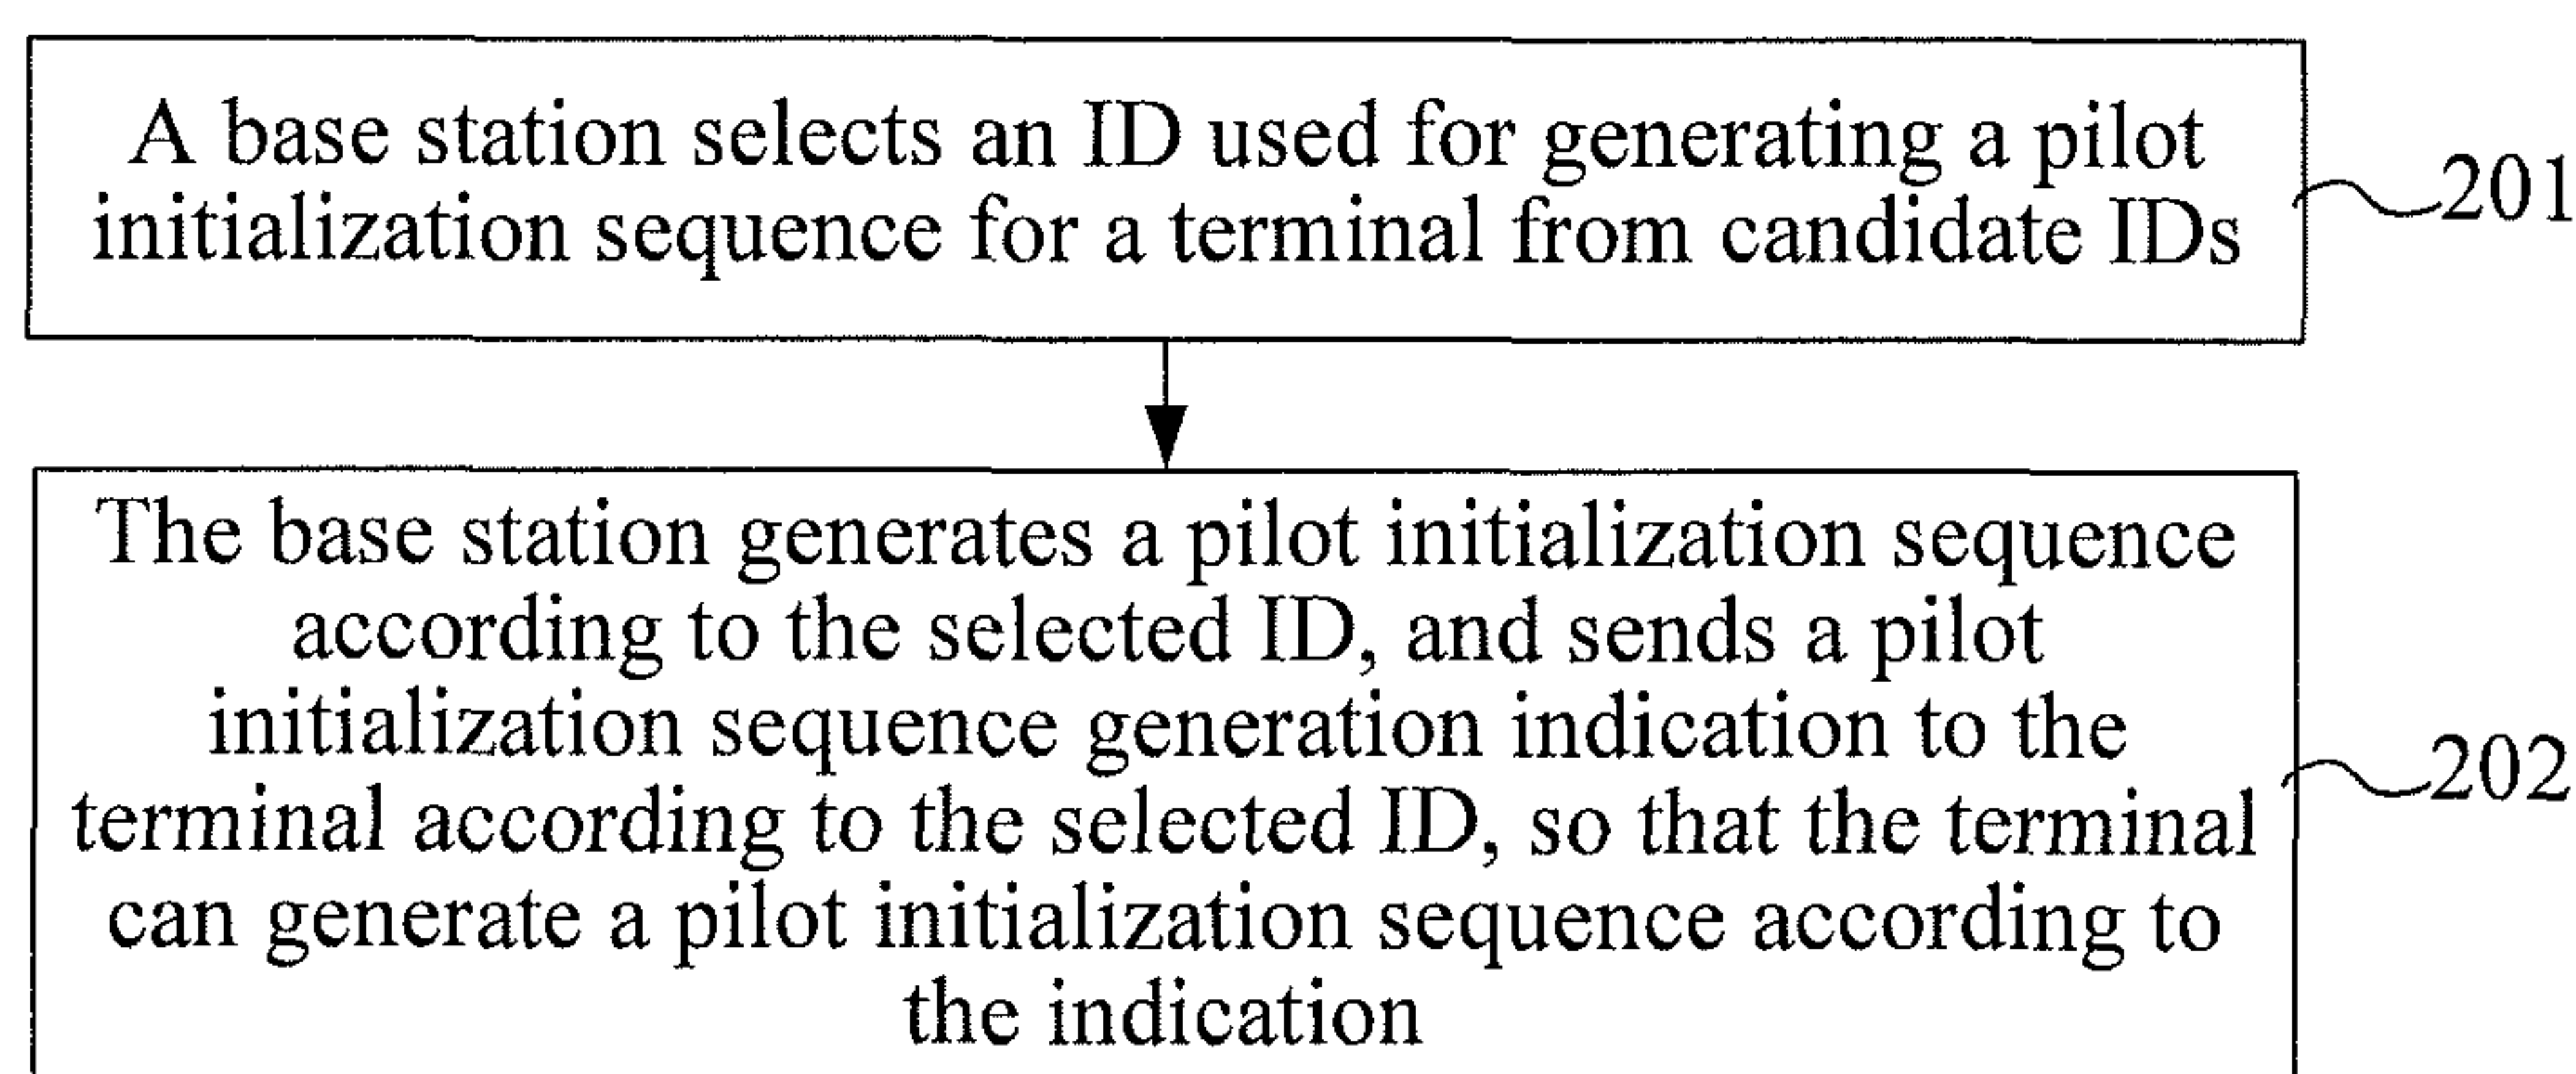 A base station selects an ID used for generating a pilot
initialization sequence for a terminal from candidate IDs
201
The base station generates a pilot initialization sequence
according to the selected ID, and sends a pilot
initialization sequence generation indication to the
terminal according to the selected ID, so that the terminal
can generate a pilot initialization sequence according to
the indication
202